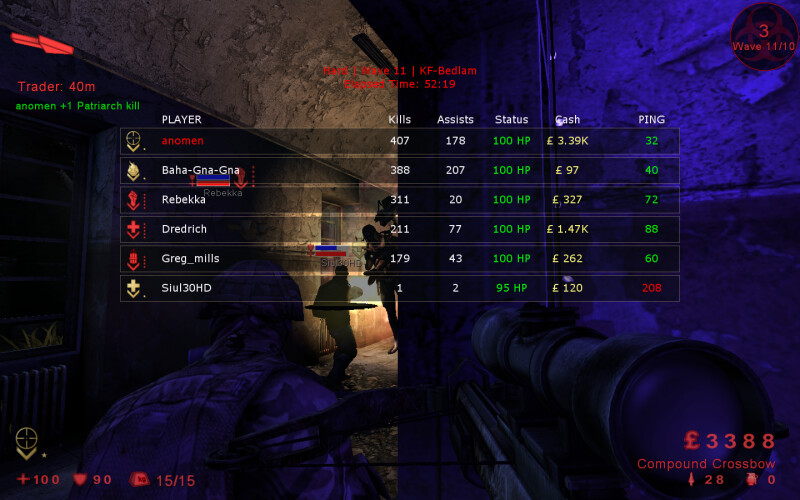 3
Wave 11/10
Wave 11 | KF-Bedlam
Time: 52:19
Trader: 40m
anomen +1 Patriarch kill
PLAYER Kills Assists Status Cash PING
anomen 407 178 100 HP £ 3.39K 32
Baha-Gna-Gna 388 207 100 HP £ 97 40
Rebekka 311 20 100 HP £ 327 72
Rebekka
Dredrich 211 77 100 HP £ 1.47K 88
Greg_mills 179 43 100 HP £ 262 60
Siul30HD
Siul30HD 1 2 95 HP £ 120 208
£3388
Compound Crossbow
100 90 15/15
28 0